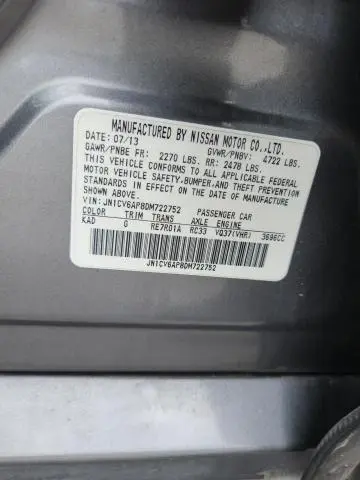 MANUFACTURED BY NISSAN MOTOR CO.,LTD.
DATE: 07/13 GVWR/PNBV: 4722 LBS.
GAWR/PNBE FR: 2270 LBS. RR: 2478 LBS.
THIS VEHICLE CONFORMS TO ALL APPLICABLE FEDERAL
MOTOR VEHICLE SAFETY,BUMPER,AND THEFT PREVENTION
STANDARDS IN EFFECT ON THE DATE OF MANUFACTURE
SHOWN ABOVE.
VIN: JN1CV6AP8DM722752 PASSENGER CAR
COLOR TRIM TRANS AXLE ENGINE
KAD G RE7R01A RC33 VQ37(VHR) 3696CC
JN1CV6AP8DM722752